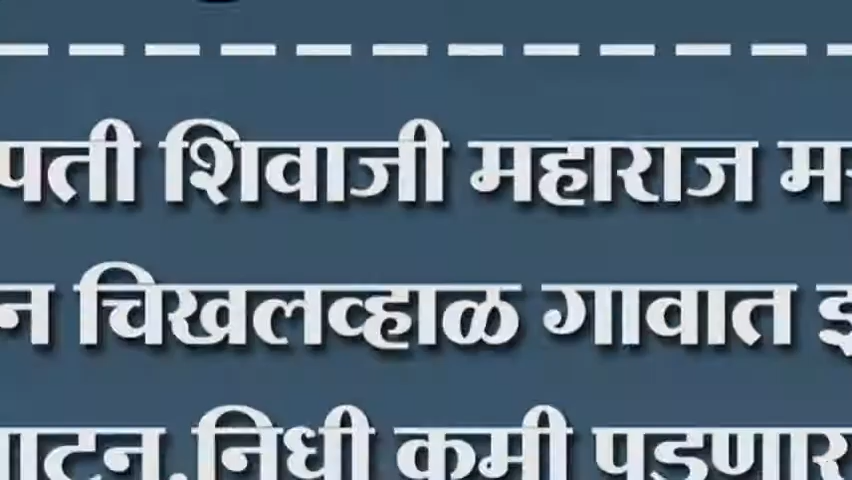 पती शिवाजी महाराज म
न चिखलव्हाळ गावात
ाटन.निधी कमी पडणार